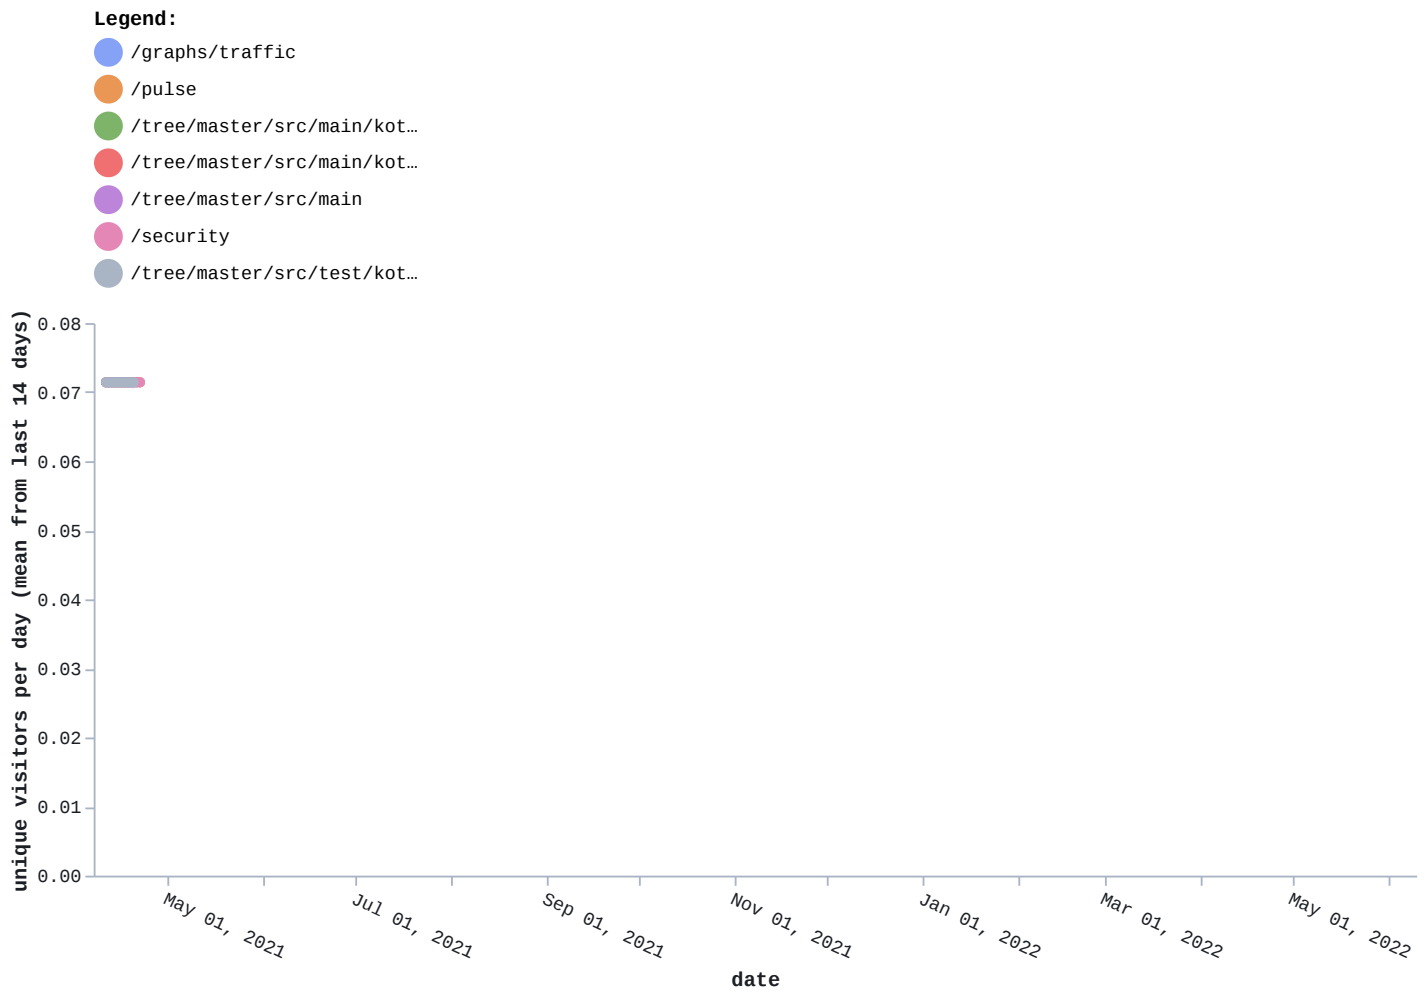 Legend:
/graphs/traffic
/pulse
/tree/master/src/main/kot…
/tree/master/src/main/kot…
/tree/master/src/main
/security
/tree/master/src/test/kot…
unique visitors per day (mean from last 14 days)
0.08
0.07
0.06
0.05
0.04
0.03
0.02
0.01
0.00
May 01, 2021
Jul 01, 2021
Sep 01, 2021
Nov 01, 2021
Jan 01, 2022
Mar 01, 2022
May 01, 2022
date